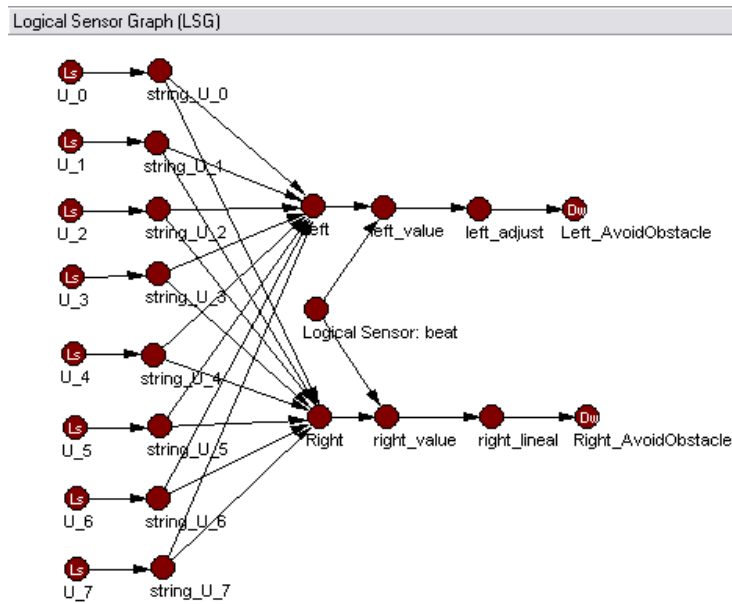 Logical Sensor Graph (LSG)
Ls
U_0
string_U_0
Ls
U_1
string_U_1
Ls
U_2
string_U_2
left
left_value
left_adjust
Dw
Left_AvoidObstacle
Ls
U_3
string_U_3
Logical Sensor: beat
Ls
U_4
string_U_4
Ls
U_5
string_U_5
Right
right_value
right_lineal
Dw
Right_AvoidObstacle
Ls
U_6
string_U_6
Ls
U_7
string_U_7